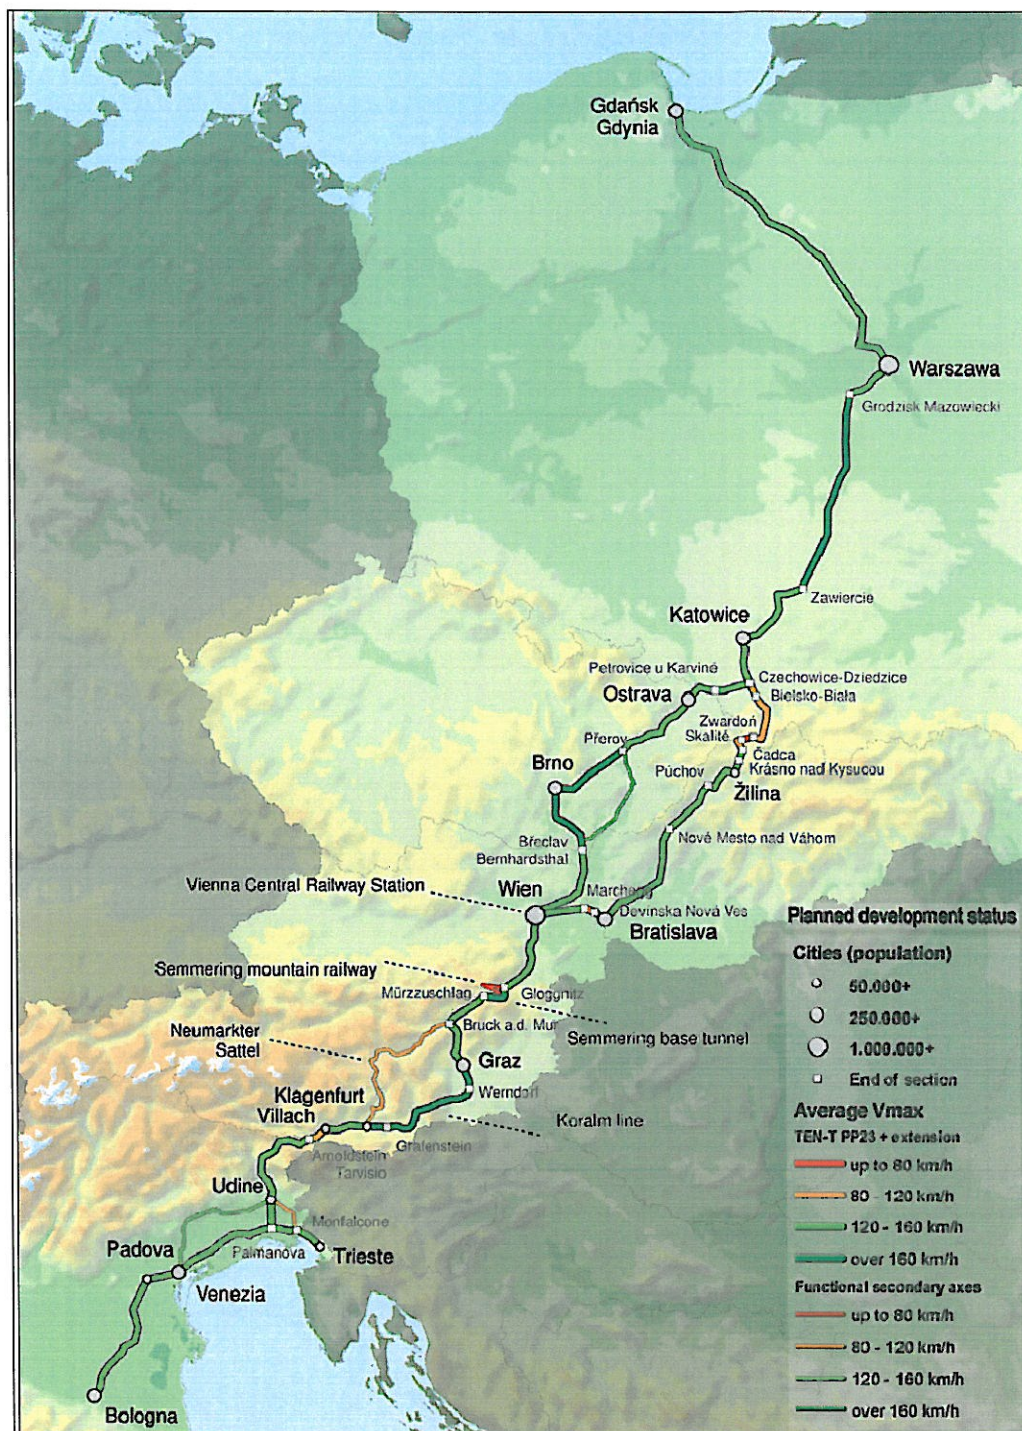 Gdańsk
Gdynia
Warszawa
Grodzisk Mazowiecki
Zawiercie
Katowice
Petrovice u Karviné
Czechowice-Dziedzice
Bielsko-Biała
Ostrava
Zwardoń
Skalité
Přerov
Čadca
Krásno nad Kysucou
Brno
Púchov
Žilina
Břeclav
Bernhardsthal
Nové Mesto nad Váhom
Vienna Central Railway Station
Wien
Marchegg
Devinska Nová Ves
Bratislava
Semmering mountain railway
Mürzzuschlag
Gloggnitz
Neumarkter
Sattel
Bruck a.d. Mur
Semmering base tunnel
Graz
Klagenfurt
Werndorf
Villach
Koralm line
Grafenstein
Arnoldstein
Tarvisio
Udine
Monfalcone
Padova
Palmanova
Trieste
Venezia
Bologna
Planned development status
Cities (population)
50.000+
250.000+
1.000.000+
End of section
Average Vmax
TEN-T PP23 + extension
up to 80 km/h
80 - 120 km/h
120 - 160 km/h
over 160 km/h
Functional secondary axes
up to 80 km/h
80 - 120 km/h
120 - 160 km/h
over 160 km/h